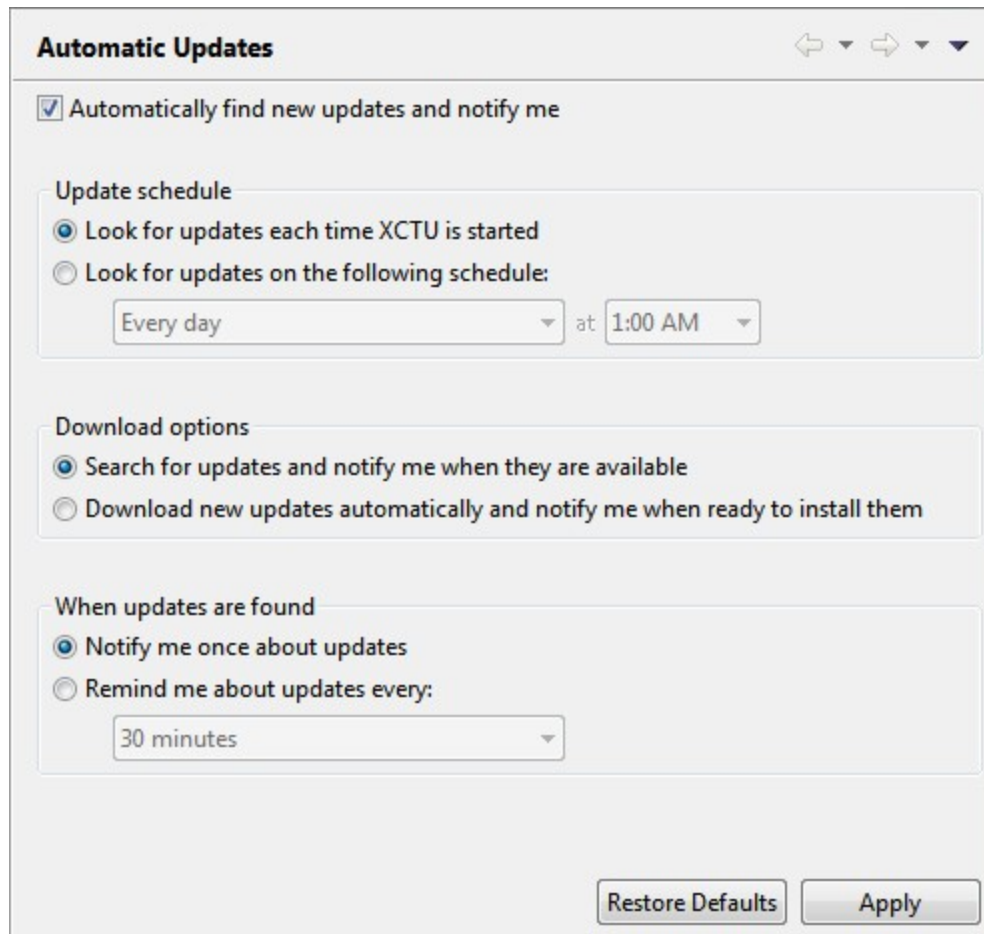 Automatic Updates
Automatically find new updates and notify me
Update schedule
Look for updates each time XCTU is started
Look for updates on the following schedule:
Every day at 1:00 AM
Download options
Search for updates and notify me when they are available
Download new updates automatically and notify me when ready to install them
When updates are found
Notify me once about updates
Remind me about updates every:
30 minutes
Restore Defaults Apply